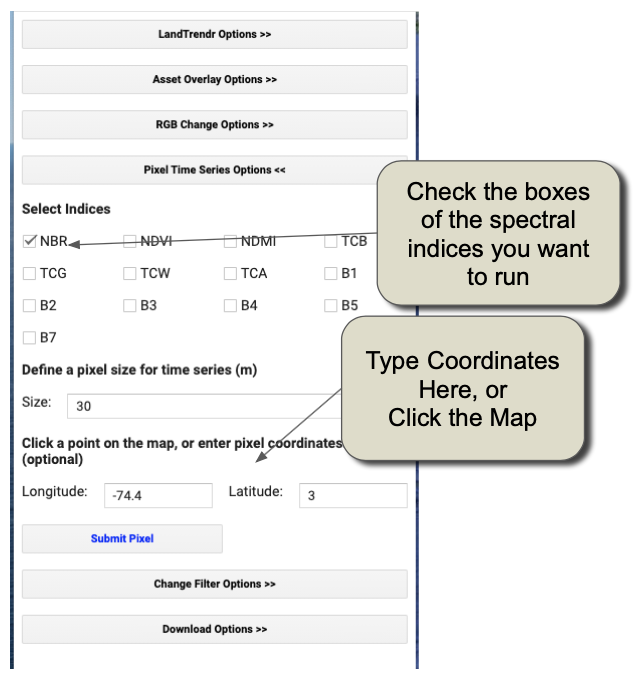 LandTrendr Options >>
Asset Overlay Options >>
RGB Change Options >>
Pixel Time Series Options <<
Check the boxes
of the spectral
indices you want
to run
Select Indices
NBR NDVI NDMI TCB
TCG TCW TCA B1
B2 B3 B4 B5
B7
Type Coordinates
Here, or
Click the Map
Define a pixel size for time series (m)
Size: 30
Click a point on the map, or enter pixel coordinates
(optional)
Longitude: -74.4 Latitude: 3
Submit Pixel
Change Filter Options >>
Download Options >>